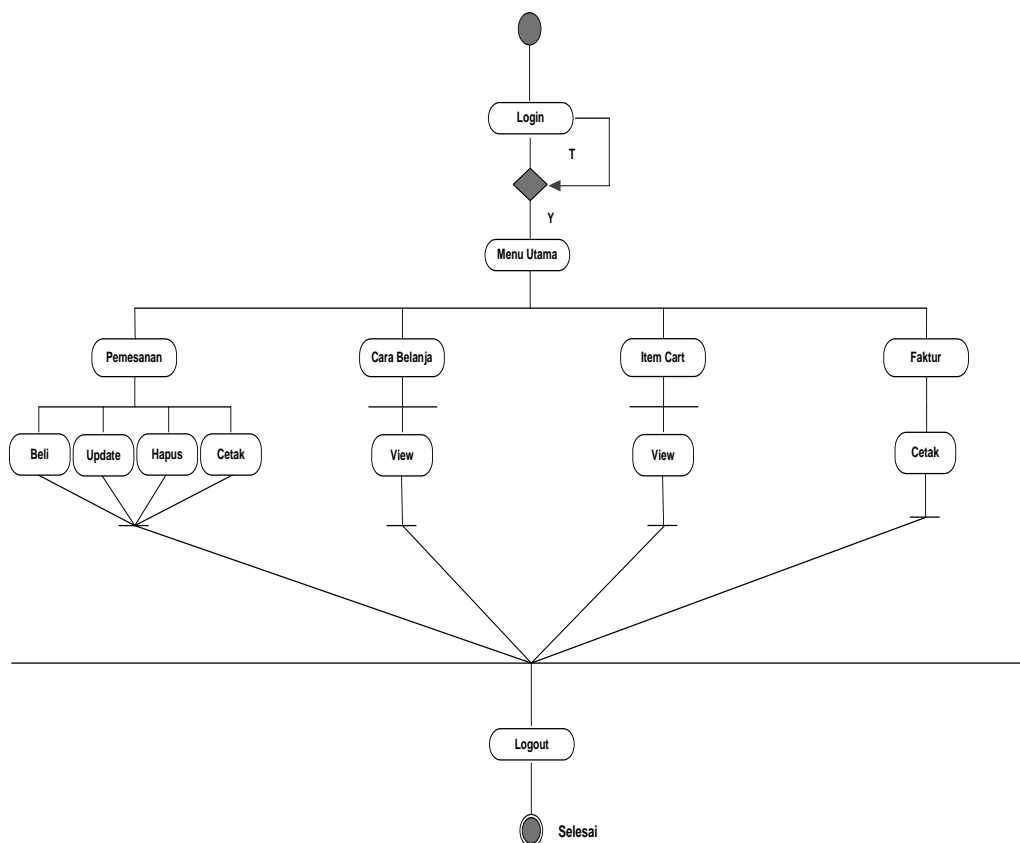 Login
T
Y
Menu Utama
Pemesanan
Cara Belanja
Item Cart
Faktur
Beli
Update
Hapus
Cetak
View
View
Cetak
Logout
Selesai